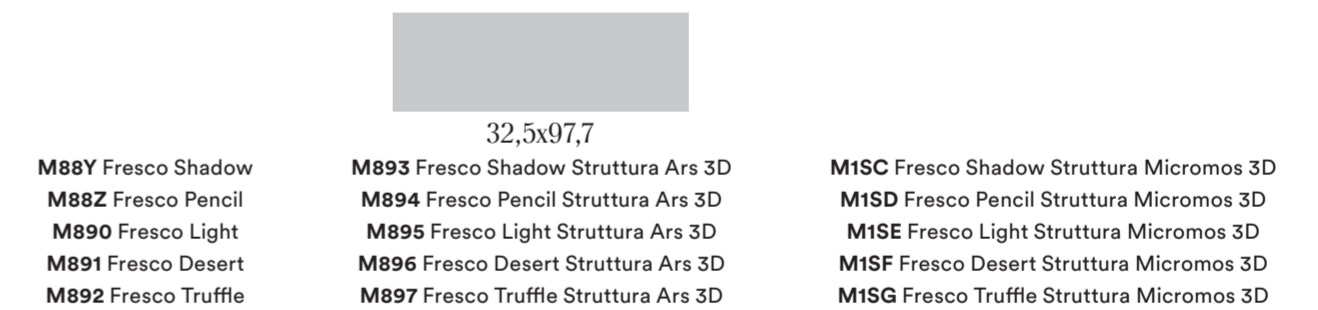 32,5x97,7
M88Y Fresco Shadow
M88Z Fresco Pencil
M890 Fresco Light
M891 Fresco Desert
M892 Fresco Truffle
M893 Fresco Shadow Struttura Ars 3D
M894 Fresco Pencil Struttura Ars 3D
M895 Fresco Light Struttura Ars 3D
M896 Fresco Desert Struttura Ars 3D
M897 Fresco Truffle Struttura Ars 3D
M1SC Fresco Shadow Struttura Micromos 3D
M1SD Fresco Pencil Struttura Micromos 3D
M1SE Fresco Light Struttura Micromos 3D
M1SF Fresco Desert Struttura Micromos 3D
M1SG Fresco Truffle Struttura Micromos 3D